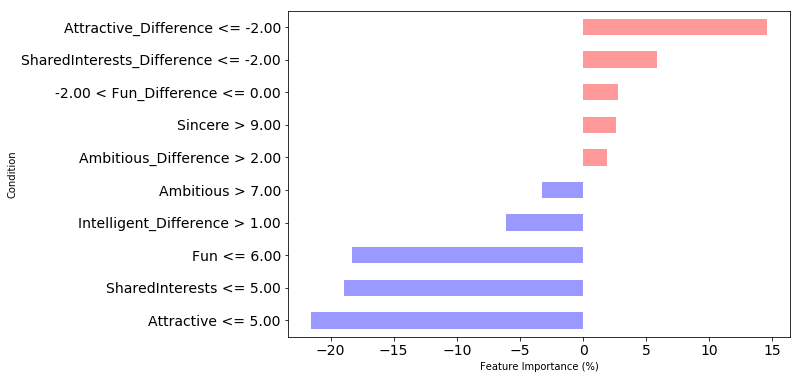 Attractive_Difference <= -2.00
SharedInterests_Difference <= -2.00
-2.00 < Fun_Difference <= 0.00
Sincere > 9.00
Ambitious_Difference > 2.00
Ambitious > 7.00
Intelligent_Difference > 1.00
Fun <= 6.00
SharedInterests <= 5.00
Attractive <= 5.00
Condition
−20 −15 −10 −5 0 5 10 15
Feature Importance (%)